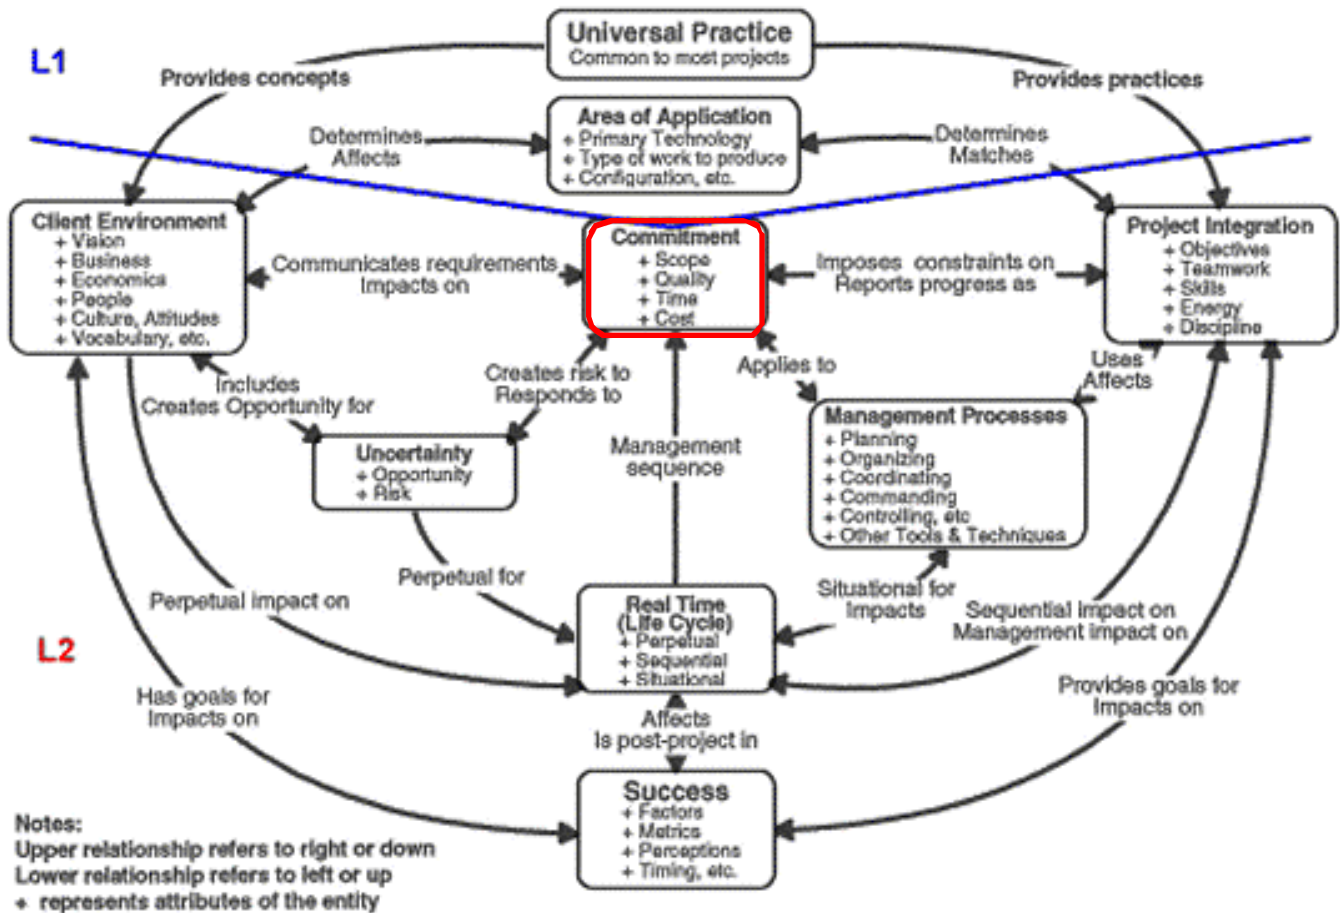 Universal Practice
Common to most projects
L1
Provides concepts
Provides practices
Area of Application
+ Primary Technology
+ Type of work to produce
+ Configuration, etc.
Determines
Affects
Determines
Matches
Client Environment
+ Vision
+ Business
+ Economics
+ People
+ Culture, Attitudes
+ Vocabulary, etc.
Communicates requirements
Impacts on
Commitment
+ Scope
+ Quality
+ Time
+ Cost
Imposes constraints on
Reports progress as
Project Integration
+ Objectives
+ Teamwork
+ Skills
+ Energy
+ Discipline
Includes
Creates Opportunity for
Creates risk to
Responds to
Applies to
Uses
Affects
Uncertainty
+ Opportunity
+ Risk
Management
sequence
Management Processes
+ Planning
+ Organizing
+ Coordinating
+ Commanding
+ Controlling, etc
+ Other Tools & Techniques
Perpetual for
Perpetual impact on
Real Time
(Life Cycle)
+ Perpetual
+ Sequential
+ Situational
Situational for
Impacts
Sequential impact on
Management impact on
L2
Has goals for
Impacts on
Affects
Is post-project in
Provides goals for
Impacts on
Success
+ Factors
+ Metrics
+ Perceptions
+ Timing, etc.
Notes:
Upper relationship refers to right or down
Lower relationship refers to left or up
+ represents attributes of the entity